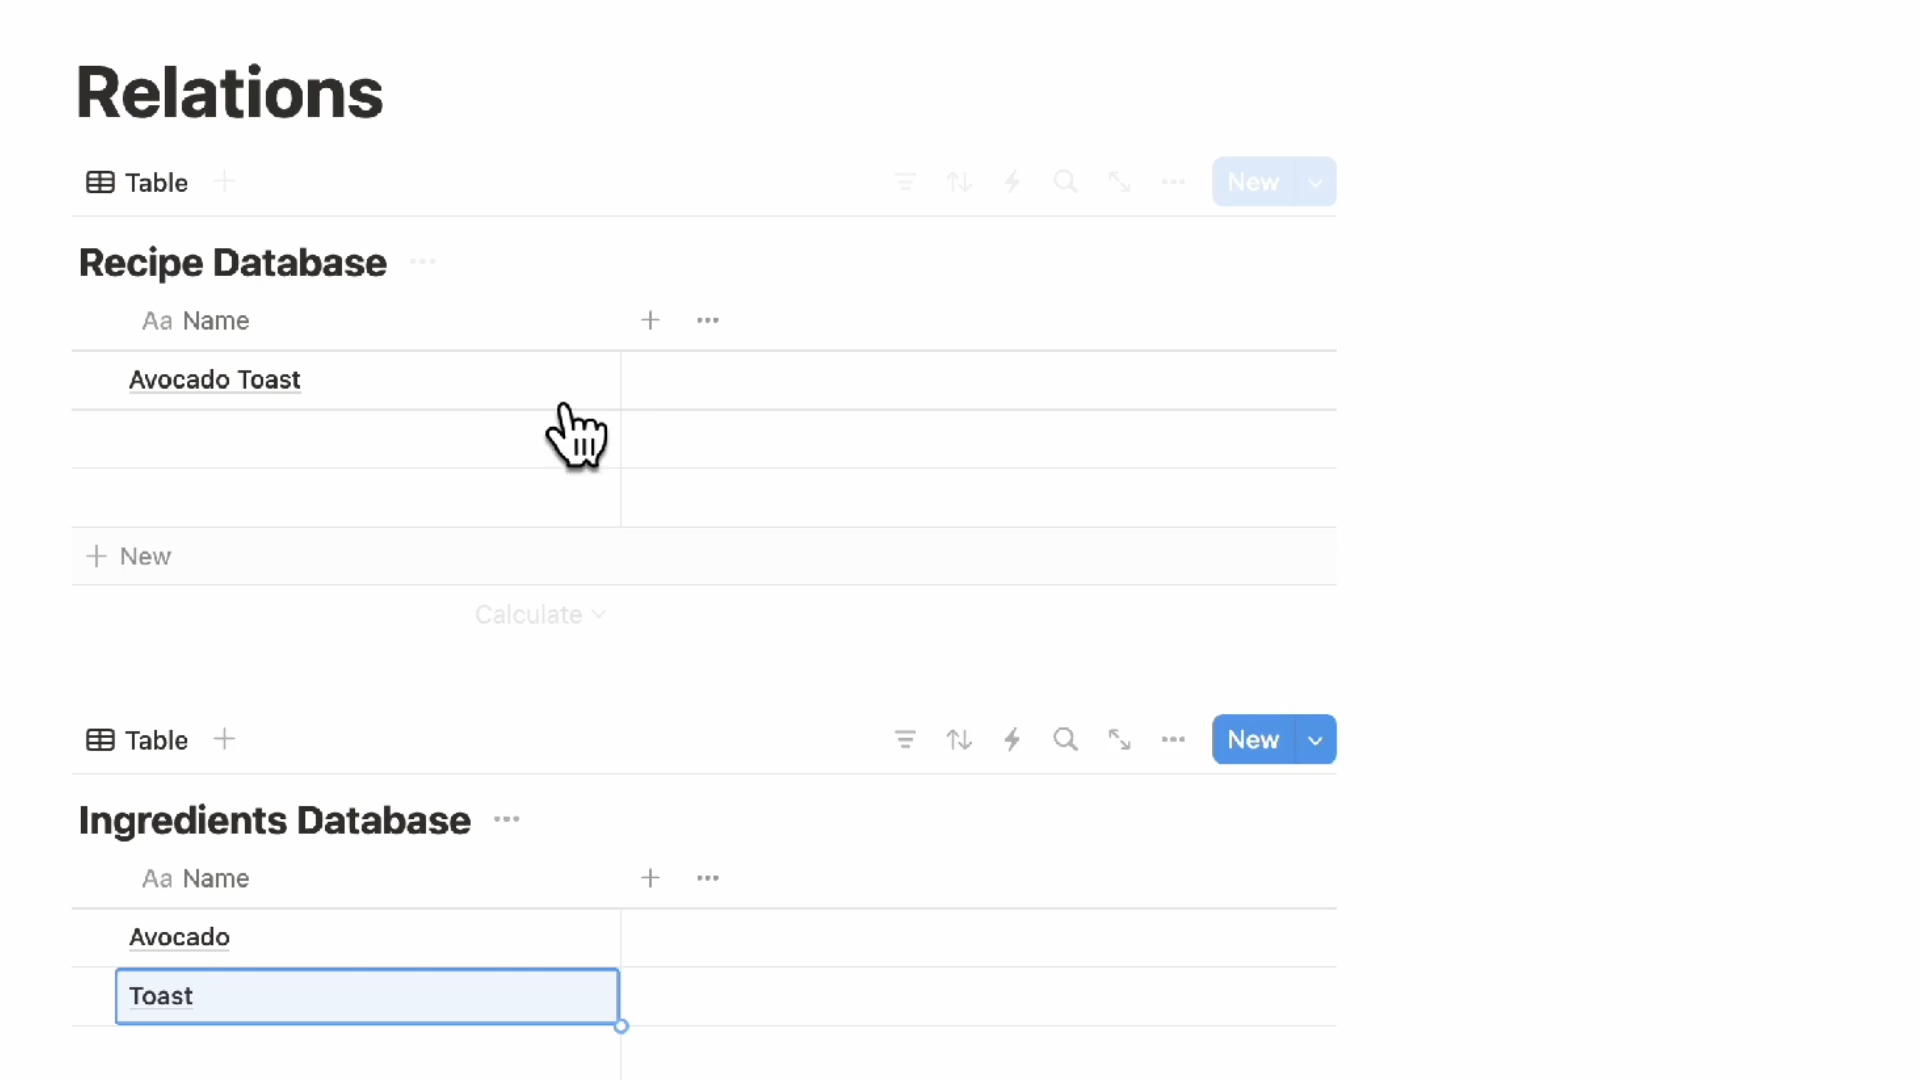 Relations
Table
New
Recipe Database
Aa Name
Avocado Toast
New
Calculate
Table
New
Ingredients Database
Aa Name
Avocado
Toast